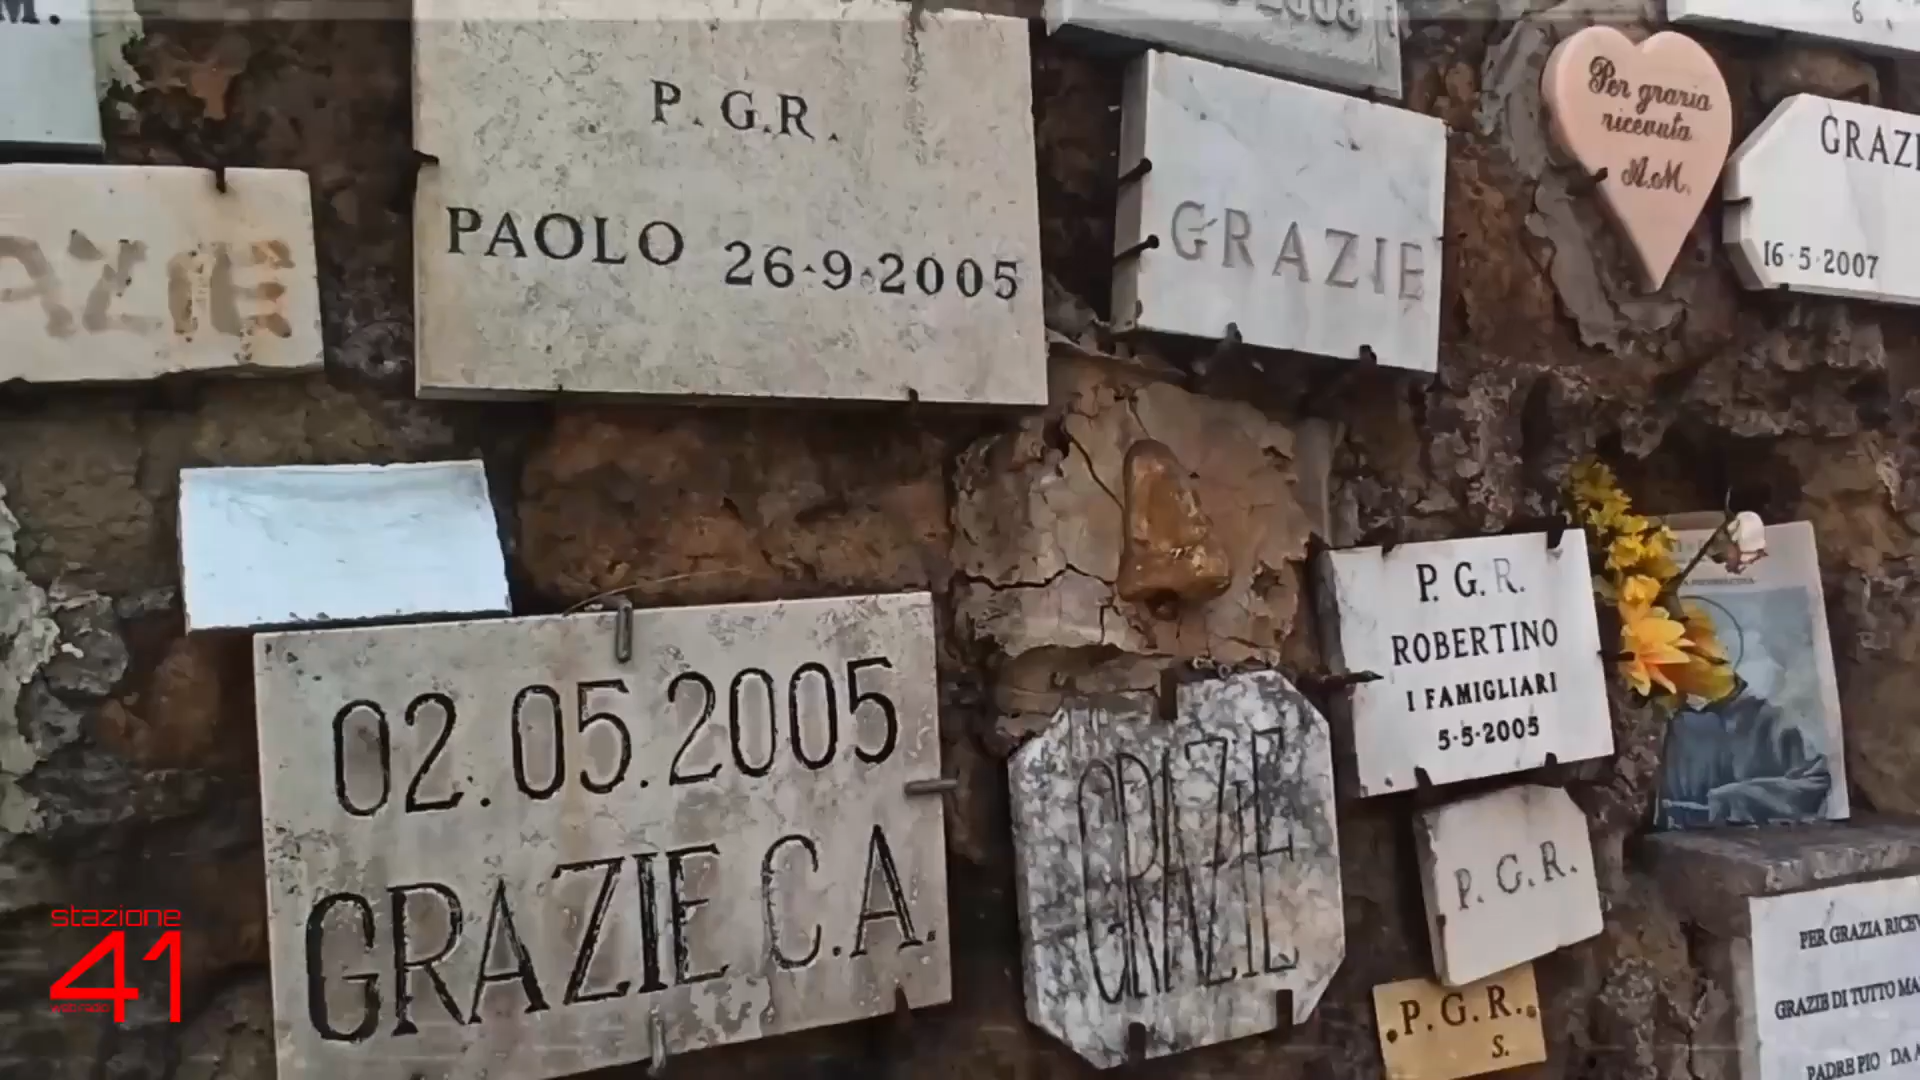 M.
P. G.R.
PAOLO 26·9·2005
GRAZIE
Per grazia
ricevuta
A.M.
GRAZI
16·5·2007
AZIE
02.05.2005
GRAZIE C.A.
GRAZIE
P. G. R.
ROBERTINO
I FAMIGLIARI
5·5·2005
P. G. R.
P. G. R.
S.
PER GRAZIA RICEV
GRAZIE DI TUTTO MA
PADRE PIO DA A
stazione
41